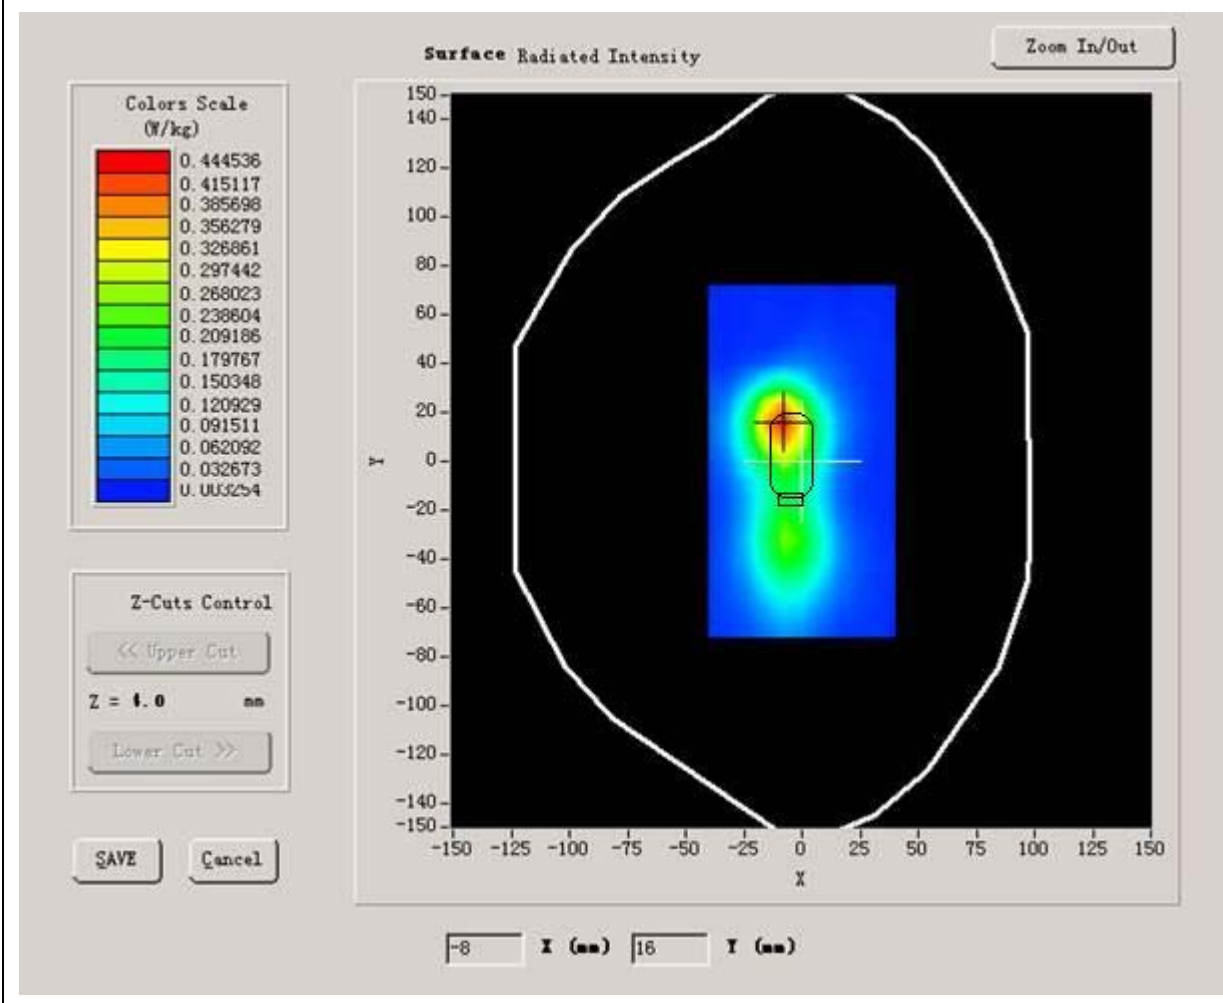 Surface Radiated Intensity
Zoom In/Out
Colors Scale
(W/kg)
0.444536
0.415117
0.385698
0.356279
0.326861
0.297442
0.268023
0.238604
0.209186
0.179767
0.150348
0.120929
0.091511
0.062092
0.032673
0.003254
Z-Cuts Control
<< Upper Cut
Z = mm
Lower Cut >>
SAVE
Cancel
150
140
120
100
80
60
40
20
0
-20
-40
-60
-80
-100
-120
-140
-150
Y
-150 -125 -100 -75 -50 -25 0 25 50 75 100 125 150
X
-8 X (mm) 16 Y (mm)